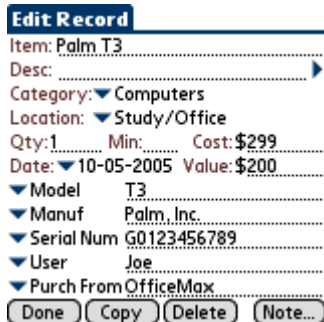 Edit Record
Item: Palm T3
Desc:
Category: Computers
Location: Study/Office
Qty: 1 Min: Cost: $299
Date: 10-05-2005 Value: $200
Model T3
Manuf Palm, Inc.
Serial Num G0123456789
User Joe
Purch From OfficeMax
Done Copy Delete Note...